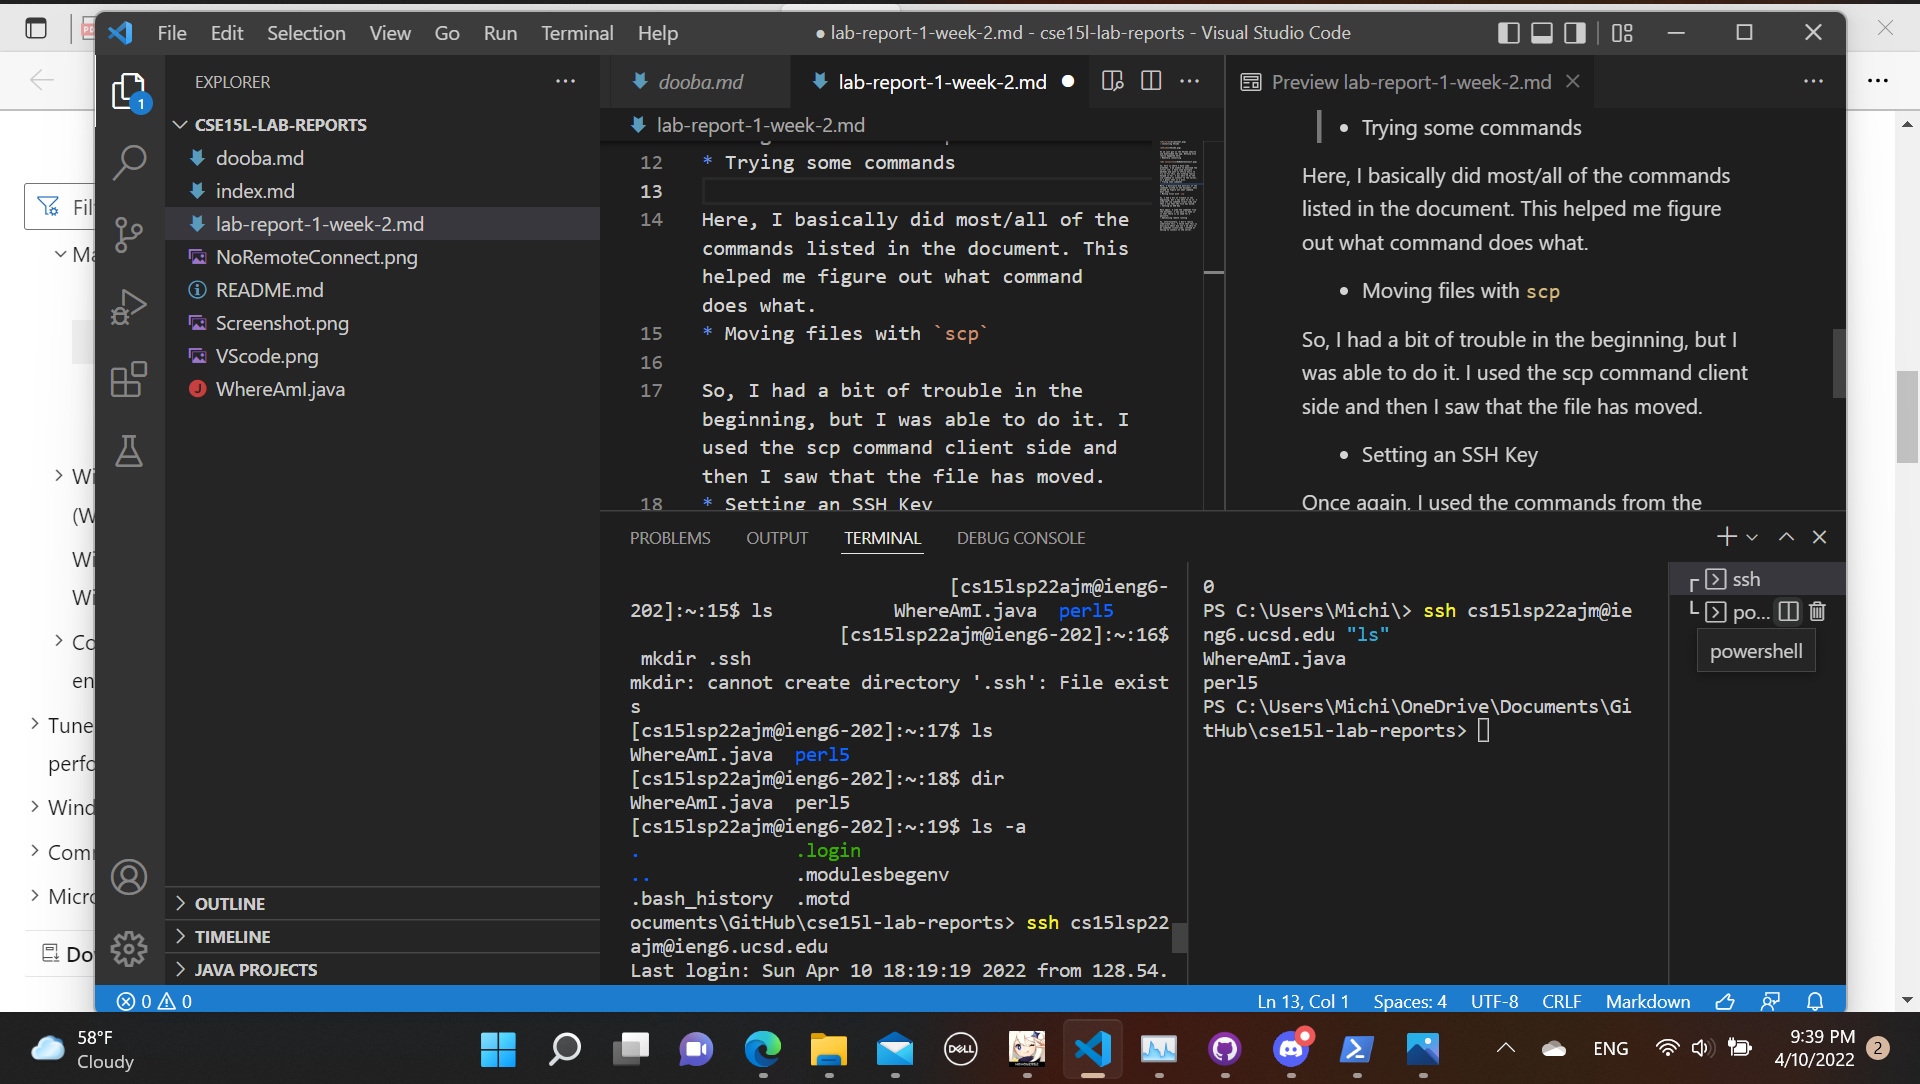 File Edit Selection View Go Run Terminal Help
● lab-report-1-week-2.md - cse15l-lab-reports - Visual Studio Code
EXPLORER
CSE15L-LAB-REPORTS
dooba.md
index.md
lab-report-1-week-2.md
NoRemoteConnect.png
README.md
Screenshot.png
VScode.png
WhereAmI.java
OUTLINE
TIMELINE
JAVA PROJECTS
1
Fil
Ma
Wi
(W
Wi
Wi
Co
en
Tune
perfo
Wind
Comm
Micro
Do
dooba.md
lab-report-1-week-2.md
lab-report-1-week-2.md
12 * Trying some commands
13
14 Here, I basically did most/all of the
commands listed in the document. This
helped me figure out what command
does what.
15 * Moving files with `scp`
16
17 So, I had a bit of trouble in the
beginning, but I was able to do it. I
used the scp command client side and
then I saw that the file has moved.
18 * Setting an SSH Key
Preview lab-report-1-week-2.md
• Trying some commands
Here, I basically did most/all of the commands
listed in the document. This helped me figure
out what command does what.
• Moving files with scp
So, I had a bit of trouble in the beginning, but I
was able to do it. I used the scp command client
side and then I saw that the file has moved.
• Setting an SSH Key
Once again, I used the commands from the
PROBLEMS OUTPUT TERMINAL DEBUG CONSOLE
[cs15lsp22ajm@ieng6-
202]:~:15$ ls WhereAmI.java perl5
[cs15lsp22ajm@ieng6-202]:~:16$
mkdir .ssh
mkdir: cannot create directory '.ssh': File exist
s
[cs15lsp22ajm@ieng6-202]:~:17$ ls
WhereAmI.java perl5
[cs15lsp22ajm@ieng6-202]:~:18$ dir
WhereAmI.java perl5
[cs15lsp22ajm@ieng6-202]:~:19$ ls -a
. .login
.. .modulesbegenv
.bash_history .motd
ocuments\GitHub\cse15l-lab-reports> ssh cs15lsp22
ajm@ieng6.ucsd.edu
Last login: Sun Apr 10 18:19:19 2022 from 128.54.
0
PS C:\Users\Michi\> ssh cs15lsp22ajm@ie
ng6.ucsd.edu "ls"
WhereAmI.java
perl5
PS C:\Users\Michi\OneDrive\Documents\Gi
tHub\cse15l-lab-reports>
ssh
po...
powershell
0 0
Ln 13, Col 1 Spaces: 4 UTF-8 CRLF Markdown
58°F
Cloudy
DELL
ENG
9:39 PM
4/10/2022
2